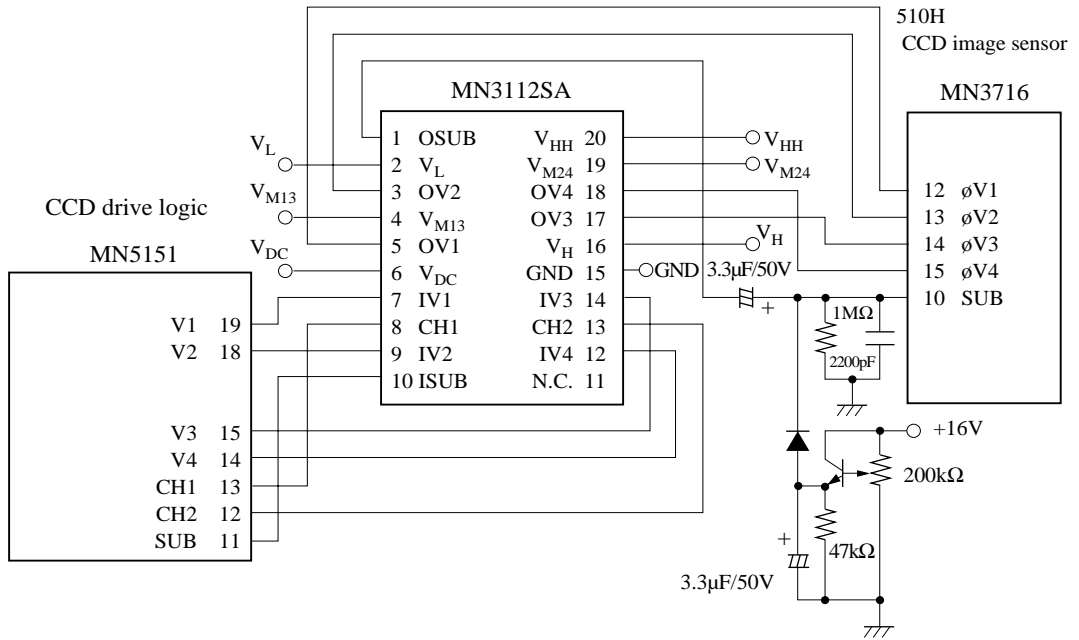 510H
CCD image sensor
MN3716
12 øV1
13 øV2
14 øV3
15 øV4
10 SUB
MN3112SA
1 OSUB
2 VL
3 OV2
4 VM13
5 OV1
6 VDC
7 IV1
8 CH1
9 IV2
10 ISUB
VHH 20
VM24 19
OV4 18
OV3 17
VH 16
GND 15
IV3 14
CH2 13
IV4 12
N.C. 11
VL
VM13
VDC
VHH
VM24
VH
GND
CCD drive logic
MN5151
V1 19
V2 18
V3 15
V4 14
CH1 13
CH2 12
SUB 11
3.3µF/50V
+
1MΩ
2200pF
+16V
200kΩ
+
47kΩ
3.3µF/50V